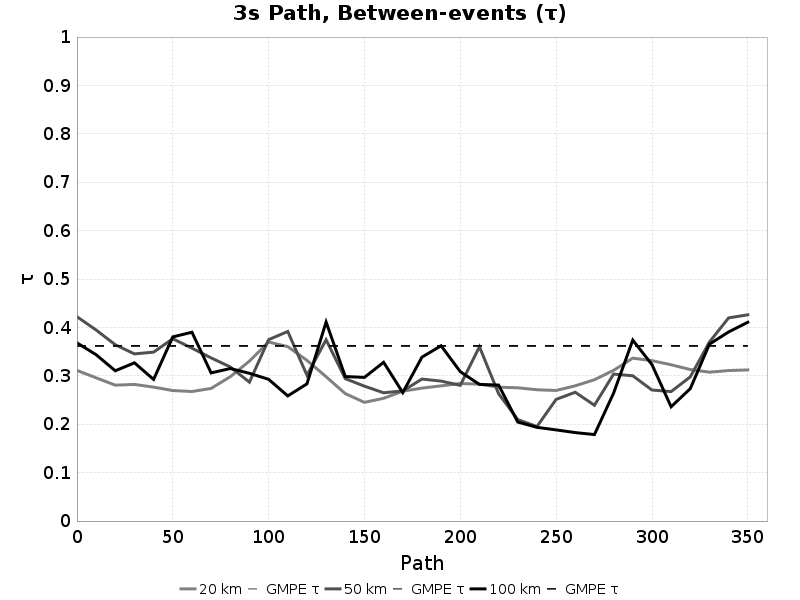 3s Path, Between-events (τ)
1
0.9
0.8
0.7
0.6
0.5
τ
0.4
0.3
0.2
0.1
0
0 50 100 150 200 250 300 350
Path
20 km GMPE τ 50 km GMPE τ 100 km GMPE τ